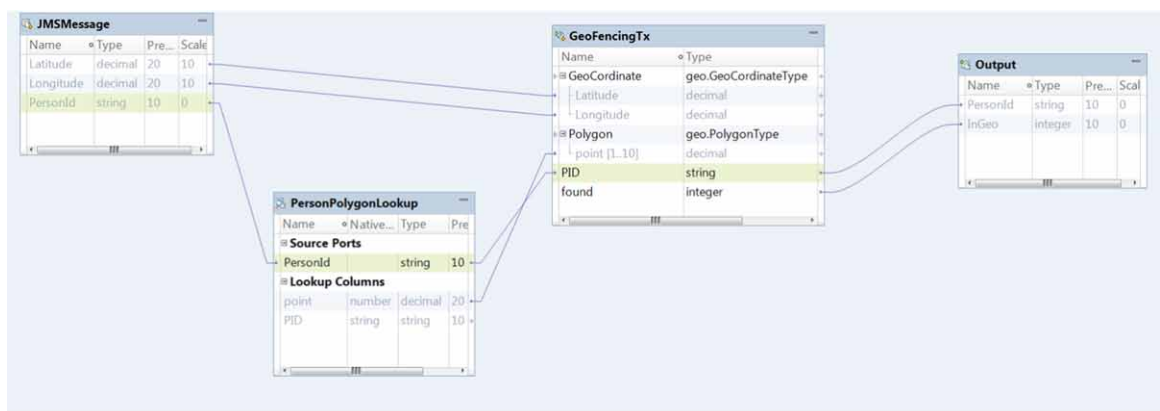 JMSMessage
Name Type Pre... Scale
Latitude decimal 20 10
Longitude decimal 20 10
PersonId string 10 0
PersonPolygonLookup
Name Native... Type Pre
Source Ports
PersonId string 10
Lookup Columns
point number decimal 20
PID string string 10
GeoFencingTx
Name Type
GeoCordinate geo.GeoCordinateType
Latitude decimal
Longitude decimal
Polygon geo.PolygonType
point [1..10] decimal
PID string
found integer
Output
Name Type Pre... Scal
PersonId string 10 0
InGeo integer 10 0